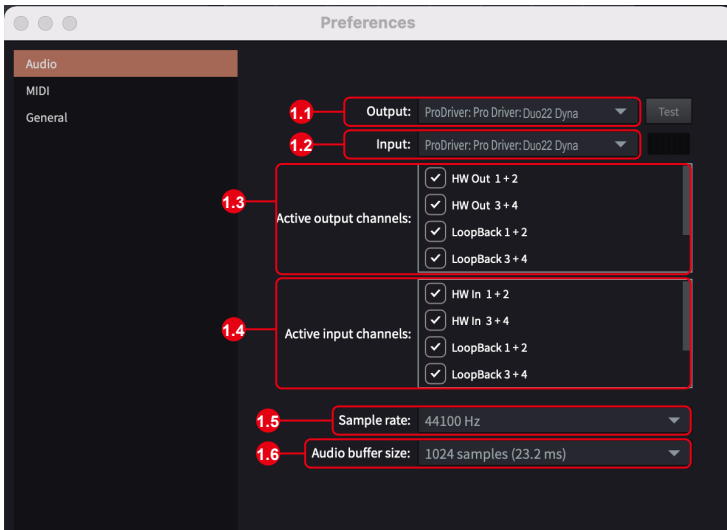 Preferences
Audio
MIDI
General
1.1 Output: ProDriver: Pro Driver: Duo22 Dyna Test
1.2 Input: ProDriver: Pro Driver: Duo22 Dyna
1.3 Active output channels:
HW Out 1 + 2
HW Out 3 + 4
LoopBack 1 + 2
LoopBack 3 + 4
1.4 Active input channels:
HW In 1 + 2
HW In 3 + 4
LoopBack 1 + 2
LoopBack 3 + 4
1.5 Sample rate: 44100 Hz
1.6 Audio buffer size: 1024 samples (23.2 ms)